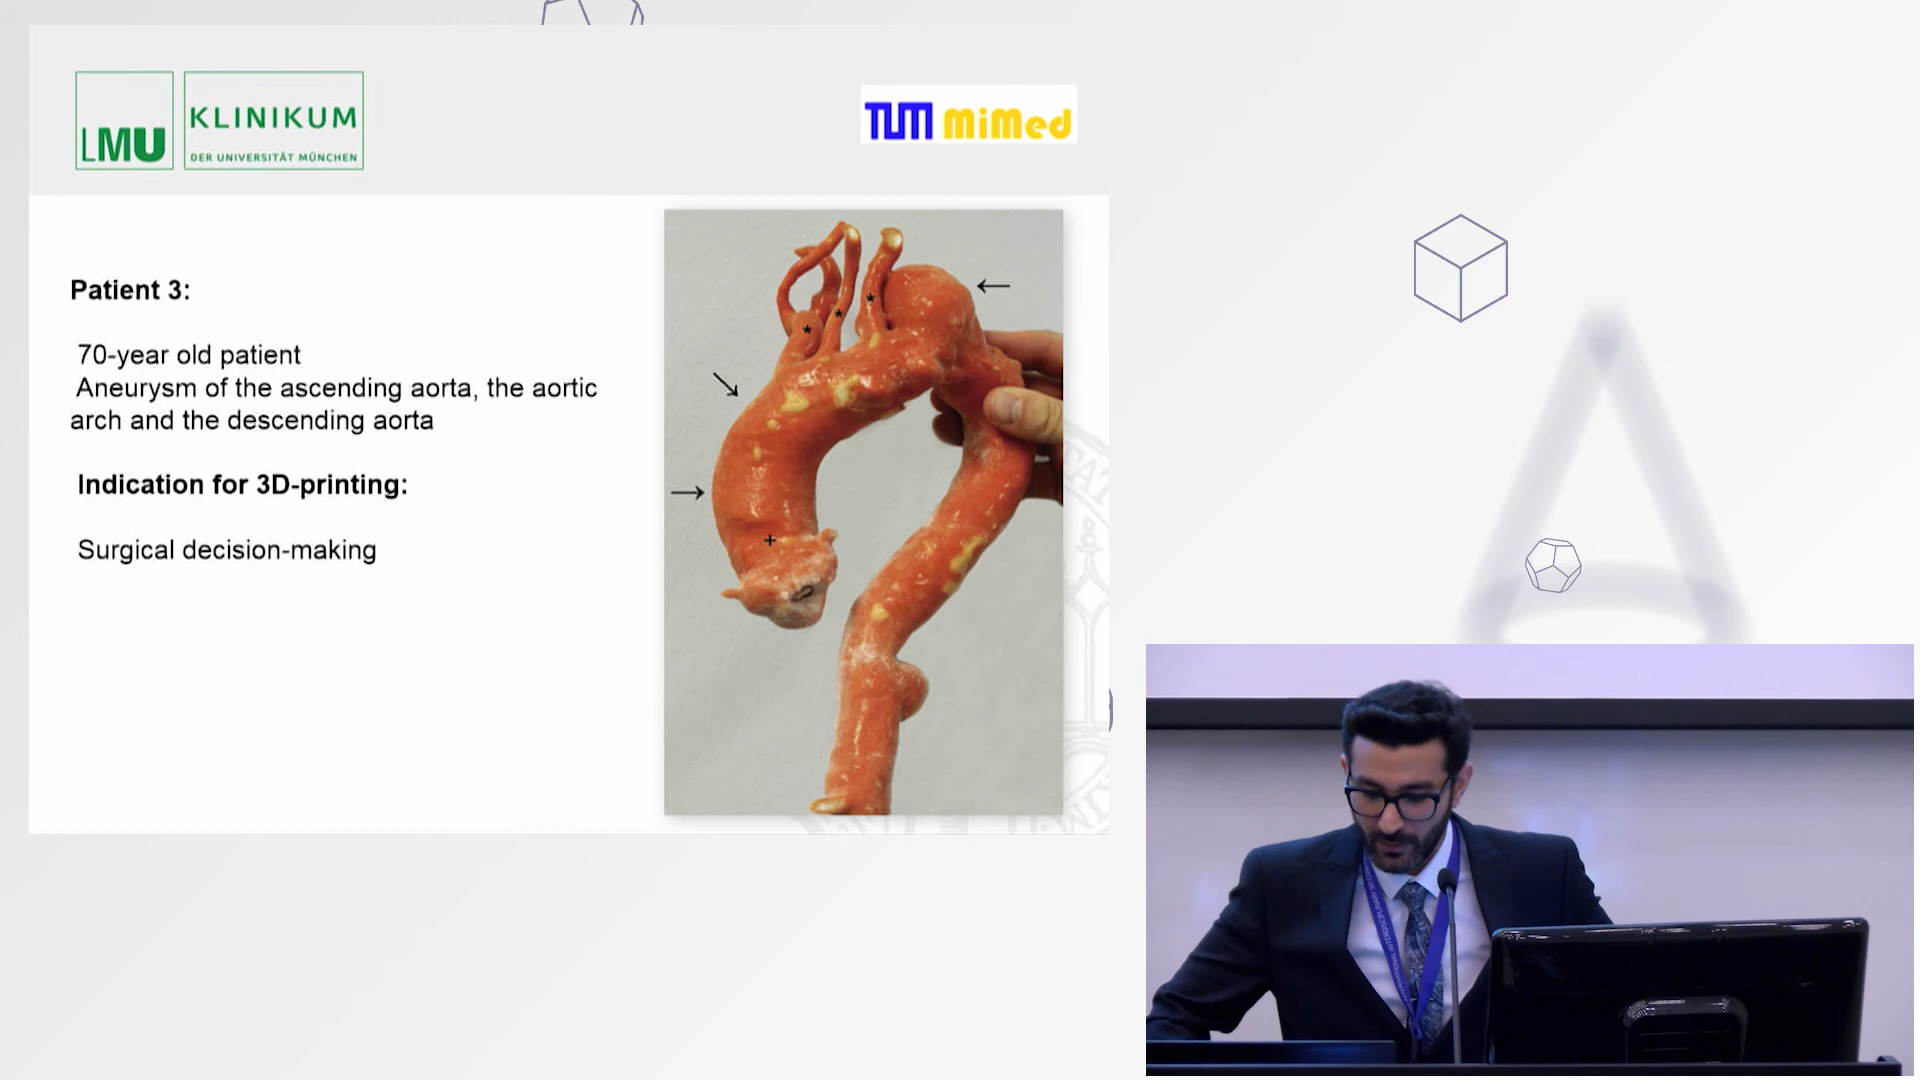 LMU
KLINIKUM
DER UNIVERSITÄT MÜNCHEN
TUM MiMed
Patient 3:
70-year old patient
Aneurysm of the ascending aorta, the aortic
arch and the descending aorta
Indication for 3D-printing:
Surgical decision-making
* * *
+